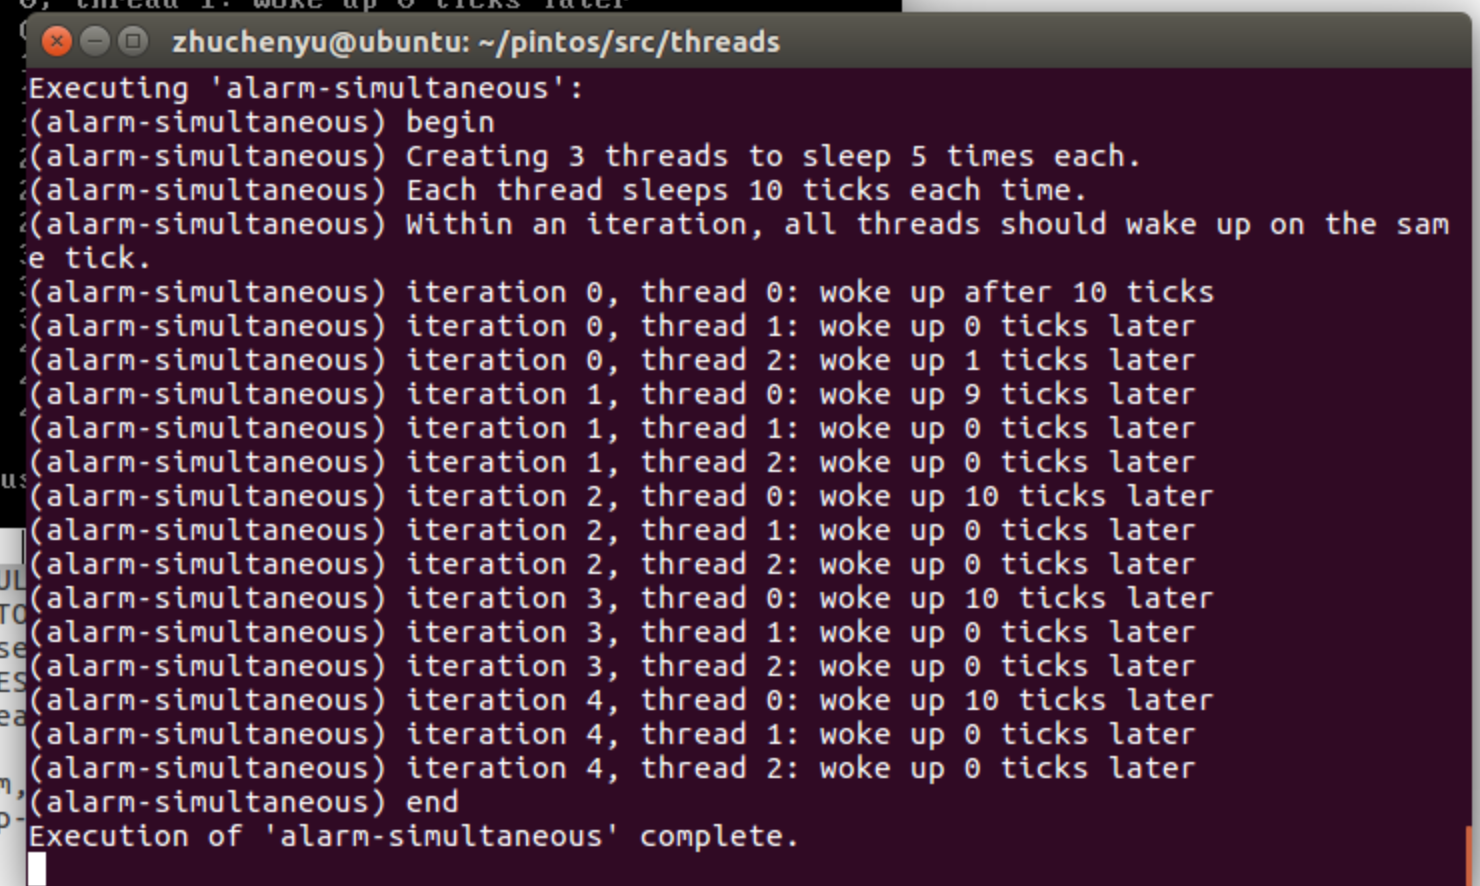 thread 1: woke up 0 ticks later
zhuchenyu@ubuntu: ~/pintos/src/threads
Executing 'alarm-simultaneous':
(alarm-simultaneous) begin
(alarm-simultaneous) Creating 3 threads to sleep 5 times each.
(alarm-simultaneous) Each thread sleeps 10 ticks each time.
(alarm-simultaneous) Within an iteration, all threads should wake up on the sam
e tick.
(alarm-simultaneous) iteration 0, thread 0: woke up after 10 ticks
(alarm-simultaneous) iteration 0, thread 1: woke up 0 ticks later
(alarm-simultaneous) iteration 0, thread 2: woke up 1 ticks later
(alarm-simultaneous) iteration 1, thread 0: woke up 9 ticks later
(alarm-simultaneous) iteration 1, thread 1: woke up 0 ticks later
(alarm-simultaneous) iteration 1, thread 2: woke up 0 ticks later
(alarm-simultaneous) iteration 2, thread 0: woke up 10 ticks later
(alarm-simultaneous) iteration 2, thread 1: woke up 0 ticks later
(alarm-simultaneous) iteration 2, thread 2: woke up 0 ticks later
(alarm-simultaneous) iteration 3, thread 0: woke up 10 ticks later
(alarm-simultaneous) iteration 3, thread 1: woke up 0 ticks later
(alarm-simultaneous) iteration 3, thread 2: woke up 0 ticks later
(alarm-simultaneous) iteration 4, thread 0: woke up 10 ticks later
(alarm-simultaneous) iteration 4, thread 1: woke up 0 ticks later
(alarm-simultaneous) iteration 4, thread 2: woke up 0 ticks later
(alarm-simultaneous) end
Execution of 'alarm-simultaneous' complete.